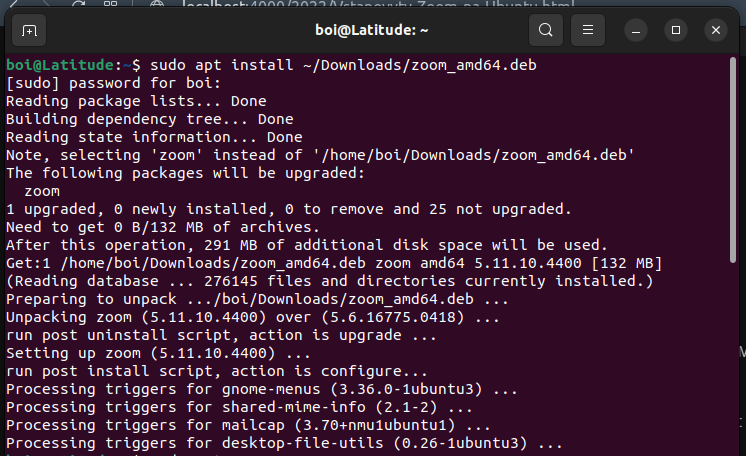 localhost:4000/2022/Vstanovyty-Zoom-na-Ubuntu.html
boi@Latitude: ~
boi@Latitude:~$ sudo apt install ~/Downloads/zoom_amd64.deb
[sudo] password for boi:
Reading package lists... Done
Building dependency tree... Done
Reading state information... Done
Note, selecting 'zoom' instead of '/home/boi/Downloads/zoom_amd64.deb'
The following packages will be upgraded:
  zoom
1 upgraded, 0 newly installed, 0 to remove and 25 not upgraded.
Need to get 0 B/132 MB of archives.
After this operation, 291 MB of additional disk space will be used.
Get:1 /home/boi/Downloads/zoom_amd64.deb zoom amd64 5.11.10.4400 [132 MB]
(Reading database ... 276145 files and directories currently installed.)
Preparing to unpack .../boi/Downloads/zoom_amd64.deb ...
Unpacking zoom (5.11.10.4400) over (5.6.16775.0418) ...
run post uninstall script, action is upgrade ...
Setting up zoom (5.11.10.4400) ...
run post install script, action is configure...
Processing triggers for gnome-menus (3.36.0-1ubuntu3) ...
Processing triggers for shared-mime-info (2.1-2) ...
Processing triggers for mailcap (3.70+nmu1ubuntu1) ...
Processing triggers for desktop-file-utils (0.26-1ubuntu3) ...